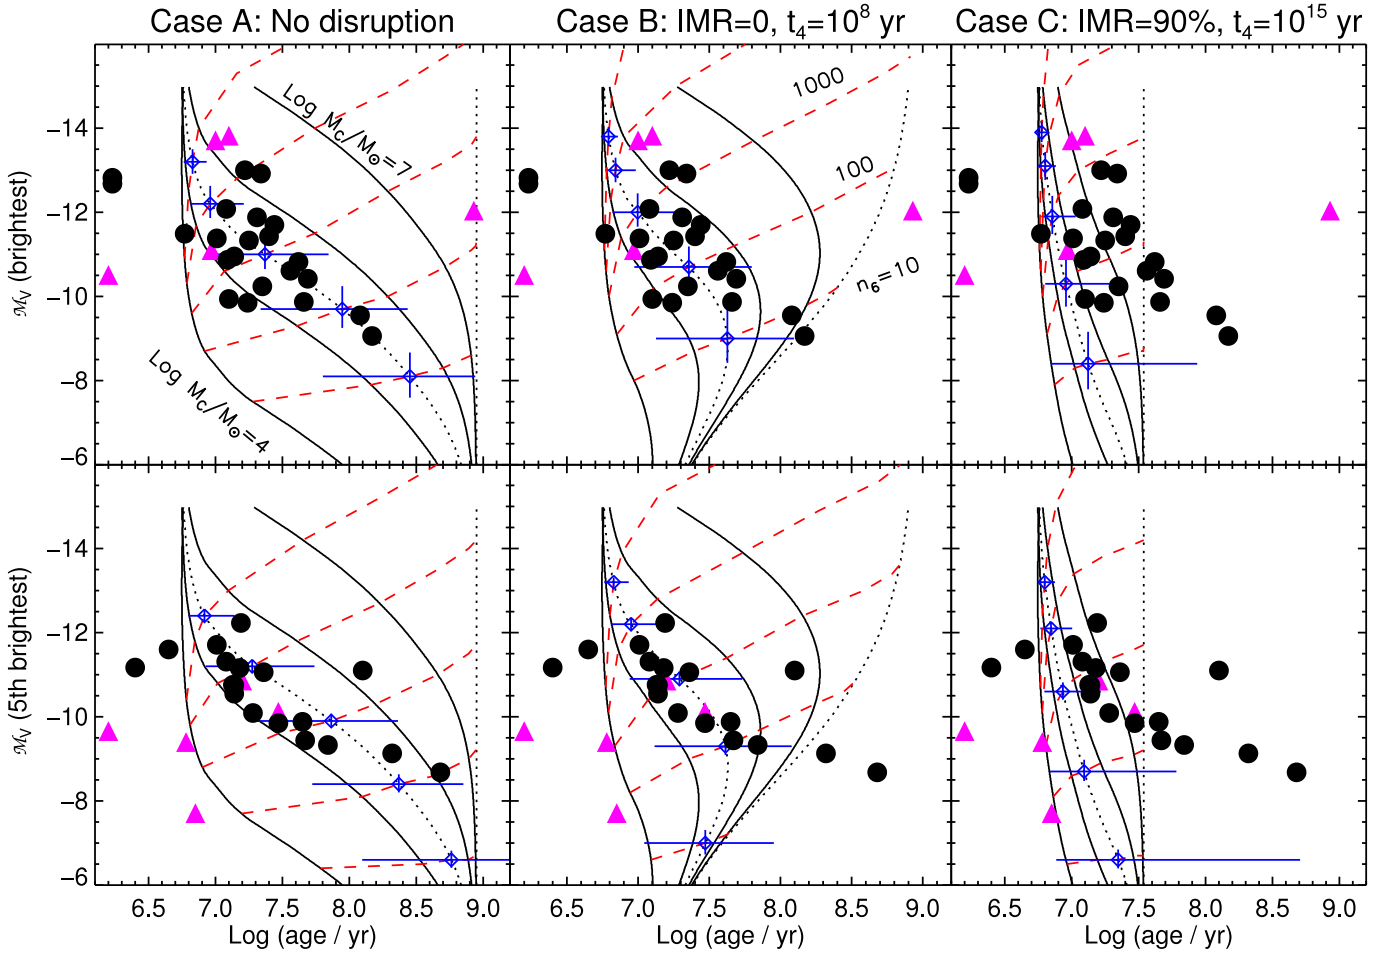 Case A: No disruption
Case B: IMR=0, t₄=10⁸ yr
Case C: IMR=90%, t₄=10¹⁵ yr
ℳV (brightest)
−14
−12
−10
−8
−6
Log Mc/M⊙=7
Log Mc/M⊙=4
1000
100
n₆=10
ℳV (5th brightest)
−14
−12
−10
−8
−6
6.5 7.0 7.5 8.0 8.5 9.0
6.5 7.0 7.5 8.0 8.5 9.0
6.5 7.0 7.5 8.0 8.5 9.0
Log (age / yr)
Log (age / yr)
Log (age / yr)